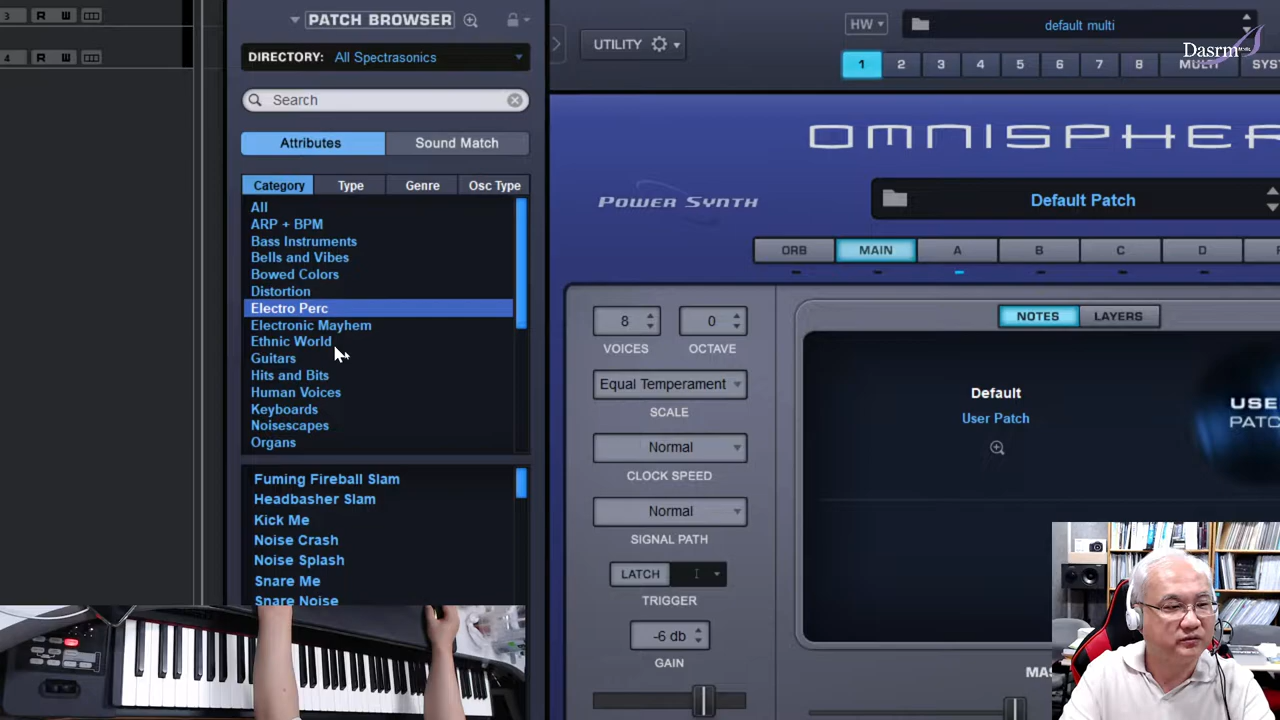 3 R W
4 R W
PATCH BROWSER
DIRECTORY: All Spectrasonics
Search
Attributes Sound Match
Category Type Genre Osc Type
All
ARP + BPM
Bass Instruments
Bells and Vibes
Bowed Colors
Distortion
Electro Perc
Electronic Mayhem
Ethnic World
Guitars
Hits and Bits
Human Voices
Keyboards
Noisescapes
Organs
Fuming Fireball Slam
Headbasher Slam
Kick Me
Noise Crash
Noise Splash
Snare Me
Snare Noise
UTILITY
HW
default multi
1 2 3 4 5 6 7 8 MULTI SYS
Dasrm
OMNISPHER
POWER SYNTH
Default Patch
ORB MAIN A B C D
8 0
VOICES OCTAVE
Equal Temperament
SCALE
Normal
CLOCK SPEED
Normal
SIGNAL PATH
LATCH
TRIGGER
-6 db
GAIN
NOTES LAYERS
Default
User Patch
USE
PATC
MAS